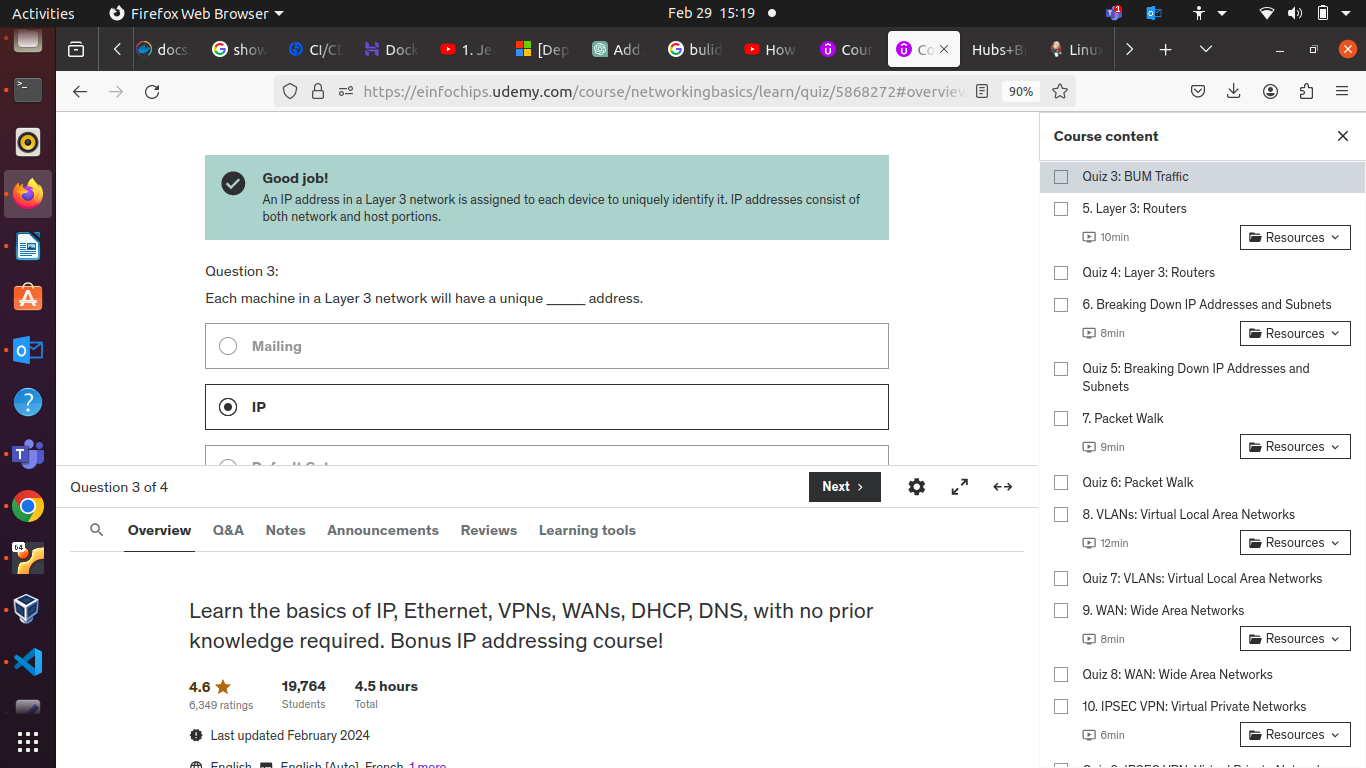 Activities
Firefox Web Browser
Feb 29 15:19
1
docs
show
CI/CD
Dock
1. Je
[Dep
Add
bulid
How
Cour
Co
Hubs+Br
Linux
https://einfochips.udemy.com/course/networkingbasics/learn/quiz/5868272#overview
90%
Good job!
An IP address in a Layer 3 network is assigned to each device to uniquely identify it. IP addresses consist of
both network and host portions.
Question 3:
Each machine in a Layer 3 network will have a unique ______ address.
Mailing
IP
Question 3 of 4
Next
Overview
Q&A
Notes
Announcements
Reviews
Learning tools
Learn the basics of IP, Ethernet, VPNs, WANs, DHCP, DNS, with no prior
knowledge required. Bonus IP addressing course!
4.6
6,349 ratings
19,764
Students
4.5 hours
Total
Last updated February 2024
English
English [Auto], French, 1 more
Course content
Quiz 3: BUM Traffic
5. Layer 3: Routers
10min
Resources
Quiz 4: Layer 3: Routers
6. Breaking Down IP Addresses and Subnets
8min
Resources
Quiz 5: Breaking Down IP Addresses and
Subnets
7. Packet Walk
9min
Resources
Quiz 6: Packet Walk
8. VLANs: Virtual Local Area Networks
12min
Resources
Quiz 7: VLANs: Virtual Local Area Networks
9. WAN: Wide Area Networks
8min
Resources
Quiz 8: WAN: Wide Area Networks
10. IPSEC VPN: Virtual Private Networks
6min
Resources